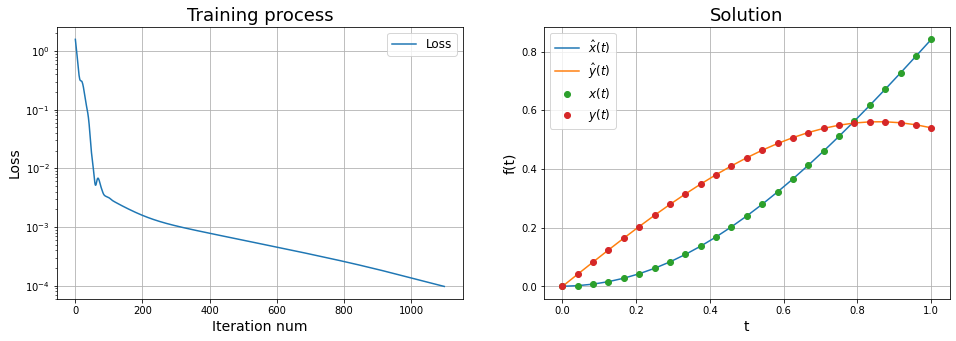 Training process
Loss
10⁰
10⁻¹
10⁻²
10⁻³
10⁻⁴
Loss
0 200 400 600 800 1000
Iteration num
Solution
x̂(t)
ŷ(t)
x(t)
y(t)
0.8
0.6
0.4
0.2
0.0
f(t)
0.0 0.2 0.4 0.6 0.8 1.0
t